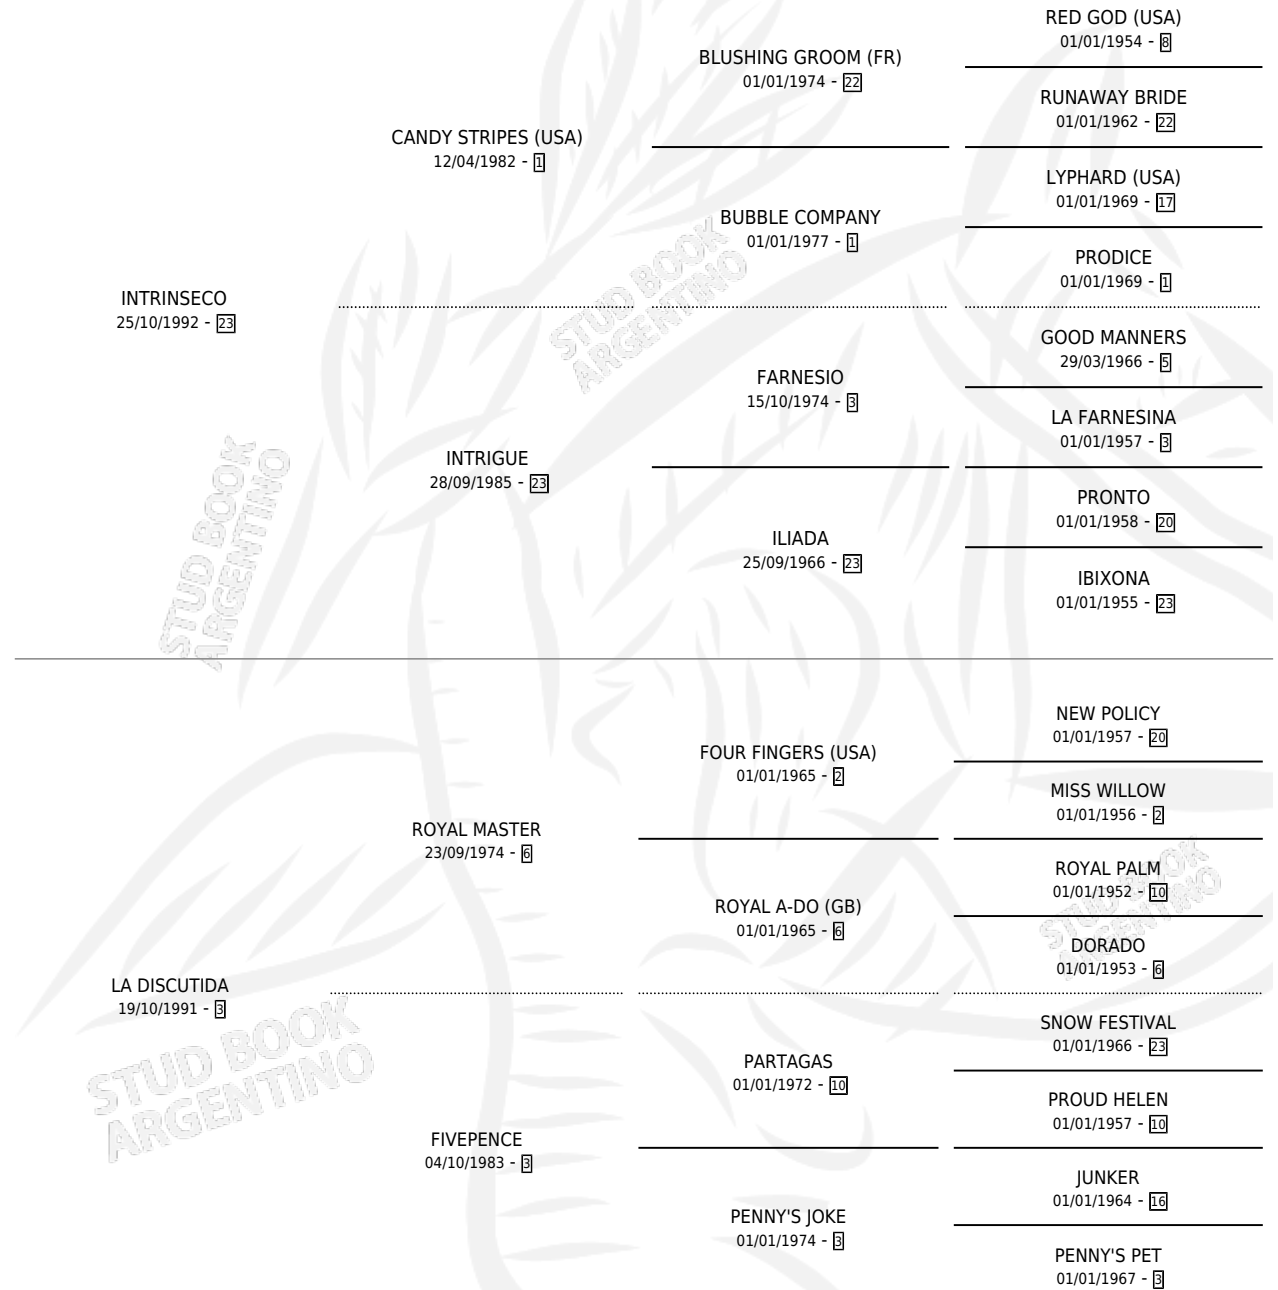 RED GOD (USA)
01/01/1954 - 8
BLUSHING GROOM (FR)
01/01/1974 - 22
RUNAWAY BRIDE
01/01/1962 - 22
CANDY STRIPES (USA)
12/04/1982 - 1
LYPHARD (USA)
01/01/1969 - 17
BUBBLE COMPANY
01/01/1977 - 1
PRODICE
01/01/1969 - 1
INTRINSECO
25/10/1992 - 23
STUD BOOK
ARGENTINO
GOOD MANNERS
29/03/1966 - 5
FARNESIO
15/10/1974 - 3
LA FARNESINA
01/01/1957 - 3
INTRIGUE
28/09/1985 - 23
PRONTO
01/01/1958 - 20
ILIADA
25/09/1966 - 23
IBIXONA
01/01/1955 - 23
STUD BOOK
ARGENTINO
NEW POLICY
01/01/1957 - 20
FOUR FINGERS (USA)
01/01/1965 - 2
MISS WILLOW
01/01/1956 - 2
ROYAL MASTER
23/09/1974 - 6
ROYAL PALM
01/01/1952 - 10
ROYAL A-DO (GB)
01/01/1965 - 6
STUD BOOK
ARGENTINO
DORADO
01/01/1953 - 6
LA DISCUTIDA
19/10/1991 - 3
STUD BOOK
ARGENTINO
SNOW FESTIVAL
01/01/1966 - 23
PARTAGAS
01/01/1972 - 10
PROUD HELEN
01/01/1957 - 10
FIVEPENCE
04/10/1983 - 3
JUNKER
01/01/1964 - 16
PENNY'S JOKE
01/01/1974 - 3
PENNY'S PET
01/01/1967 - 3